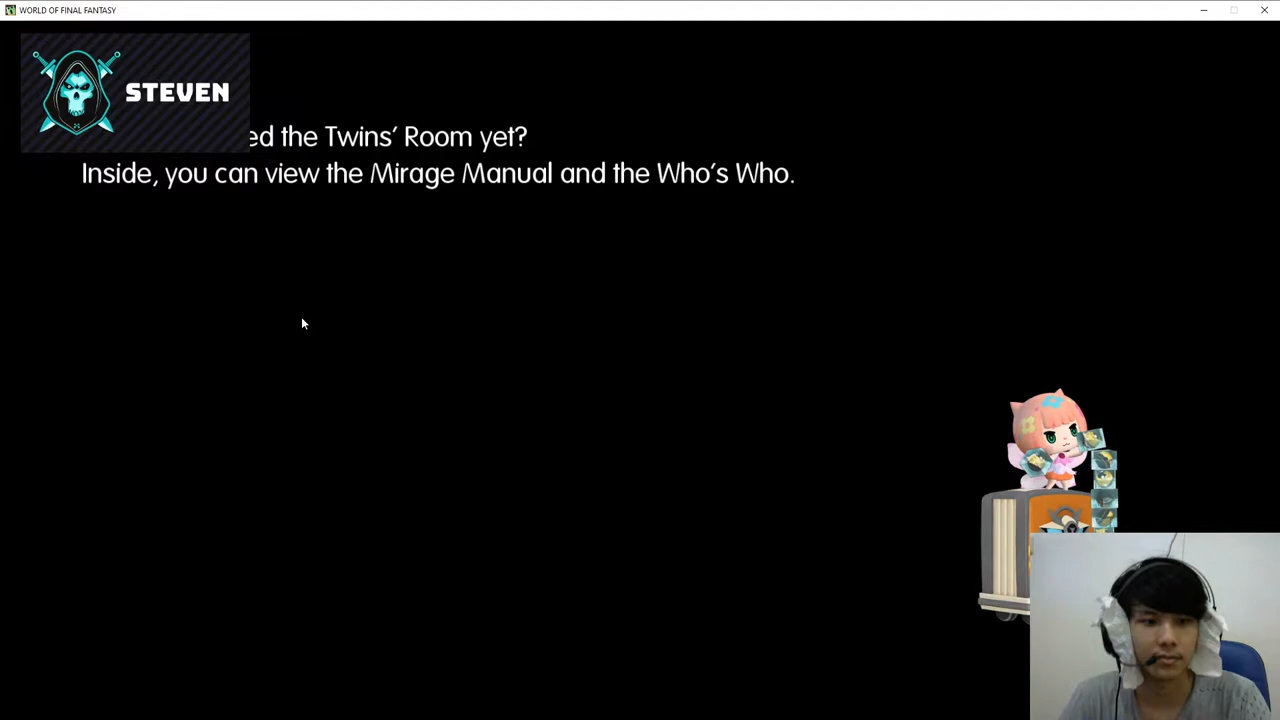 WORLD OF FINAL FANTASY
STEVEN
ed the Twins' Room yet?
Inside, you can view the Mirage Manual and the Who's Who.